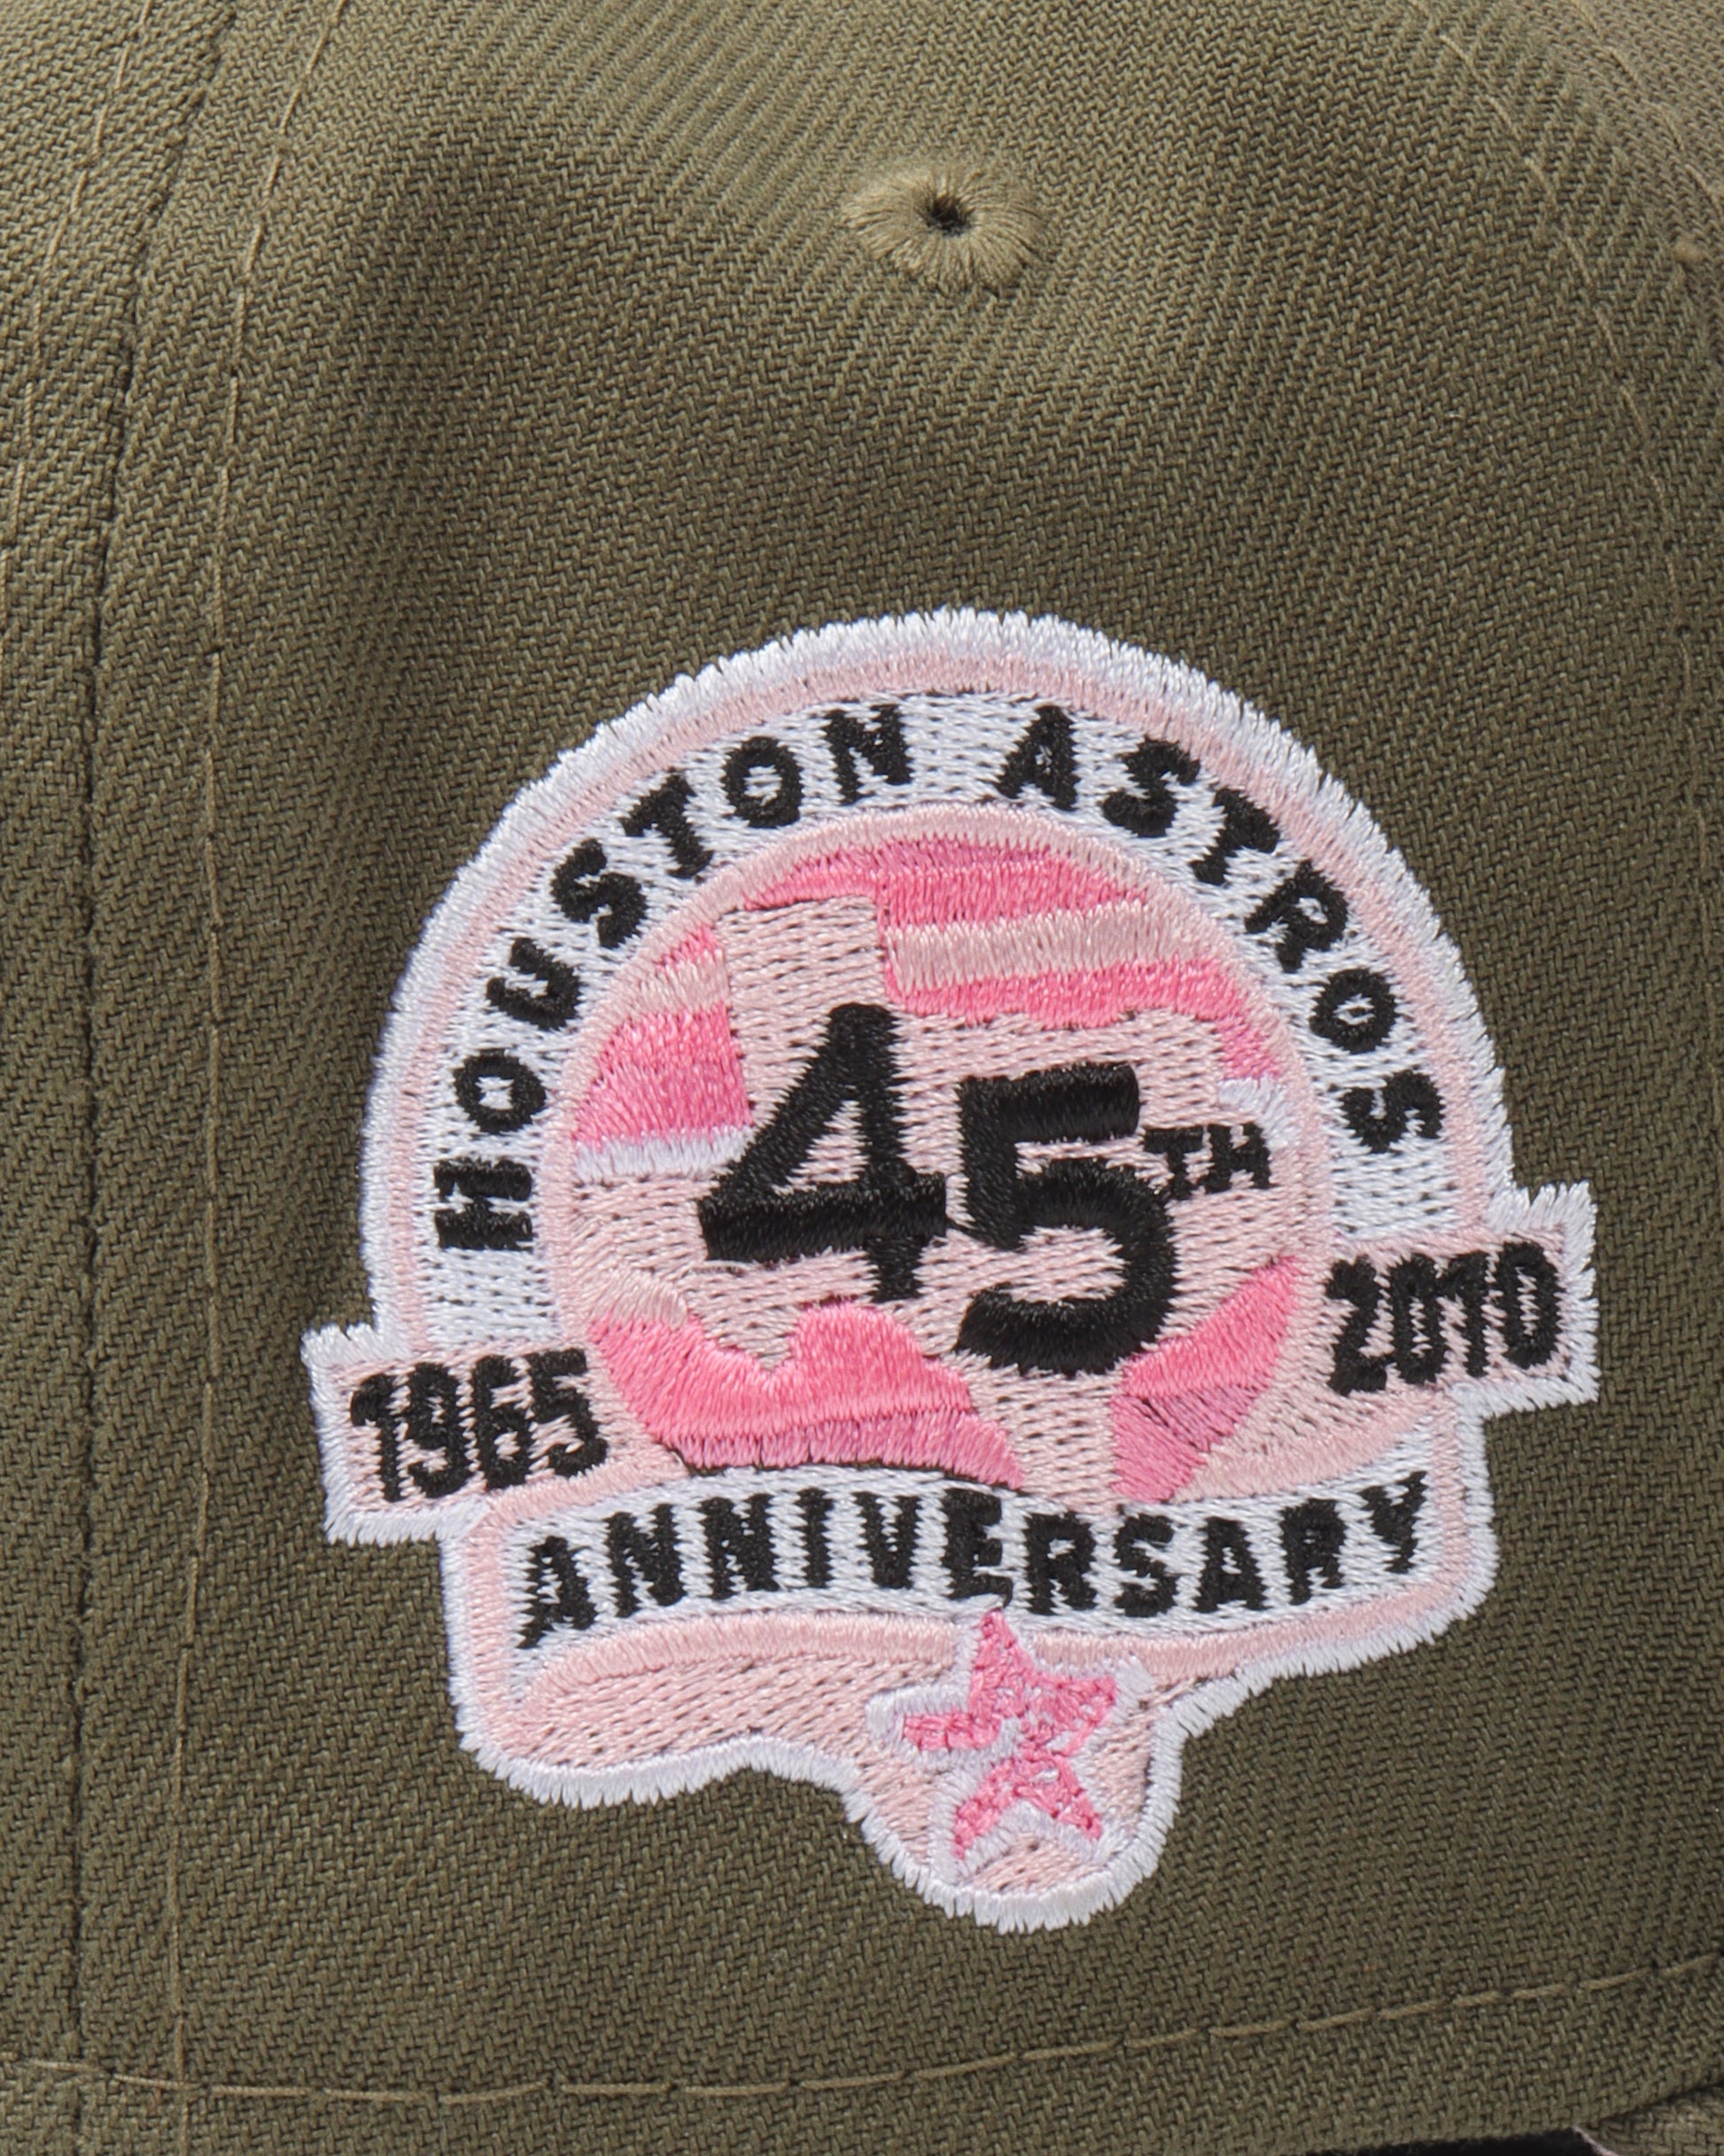 HOUSTON ASTROS
45TH
1965
2010
ANNIVERSARY